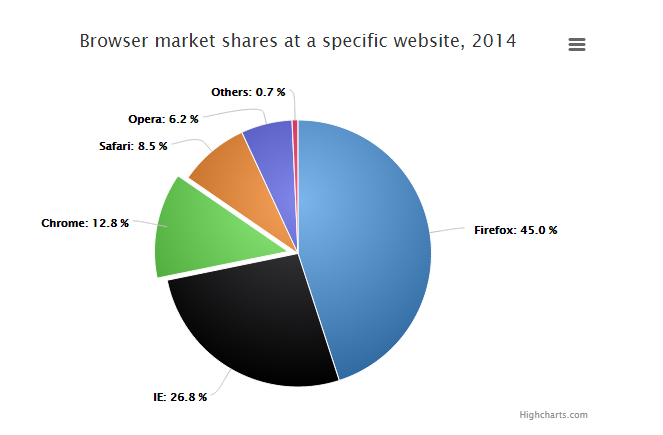 Browser market shares at a specific website, 2014
Others: 0.7 %
Opera: 6.2 %
Safari: 8.5 %
Chrome: 12.8 %
Firefox: 45.0 %
IE: 26.8 %
Highcharts.com